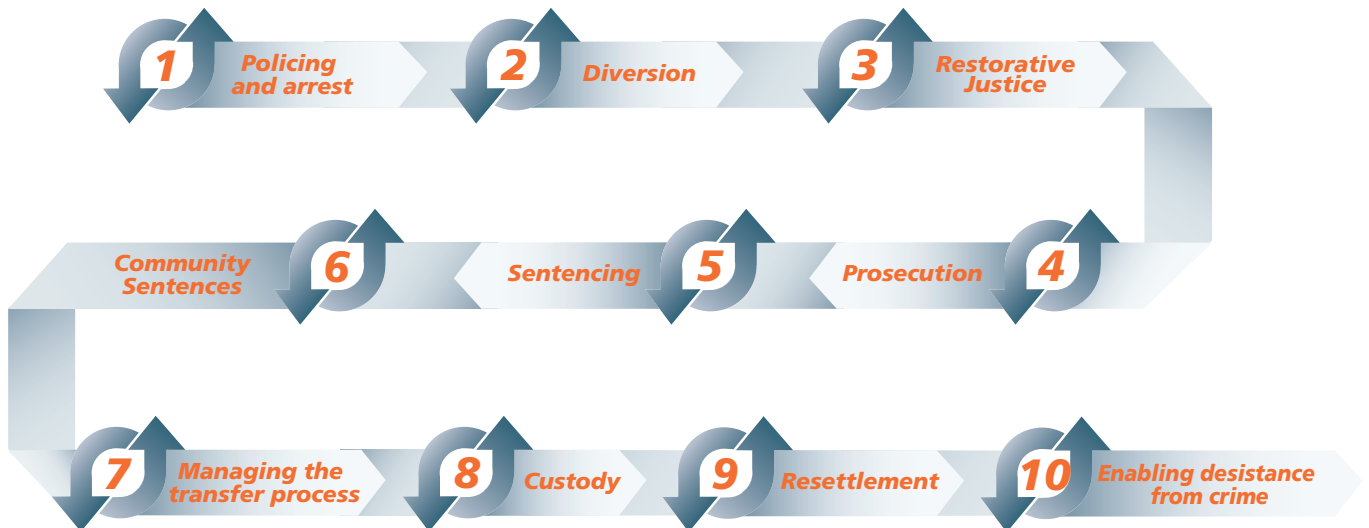 1
Policing
and arrest
2
Diversion
3
Restorative
Justice
4
Prosecution
5
Sentencing
6
Community
Sentences
7
Managing the
transfer process
8
Custody
9
Resettlement
10
Enabling desistance
from crime